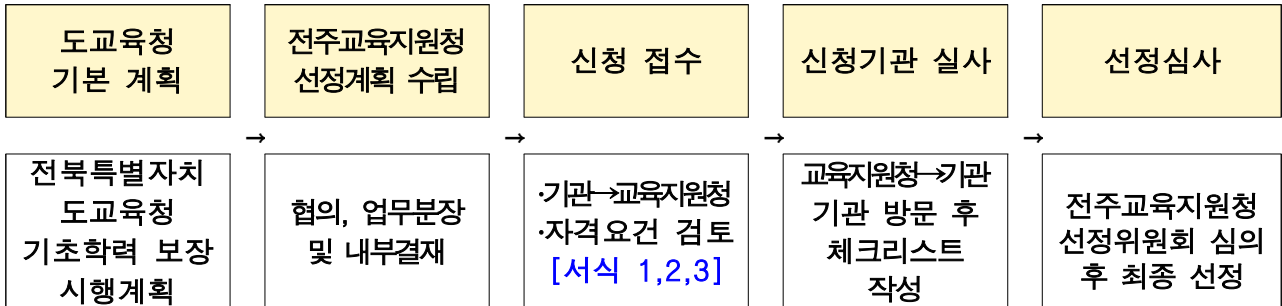 도교육청
기본 계획
전주교육지원청
선정계획 수립
신청 접수
신청기관 실사
선정심사
→
→
→
→
전북특별자치
도교육청
기초학력 보장
시행계획
협의, 업무분장
및 내부결재
·기관→교육지원청
·자격요건 검토
[서식 1,2,3]
교육지원청→기관
기관 방문 후
체크리스트
작성
전주교육지원청
선정위원회 심의
후 최종 선정